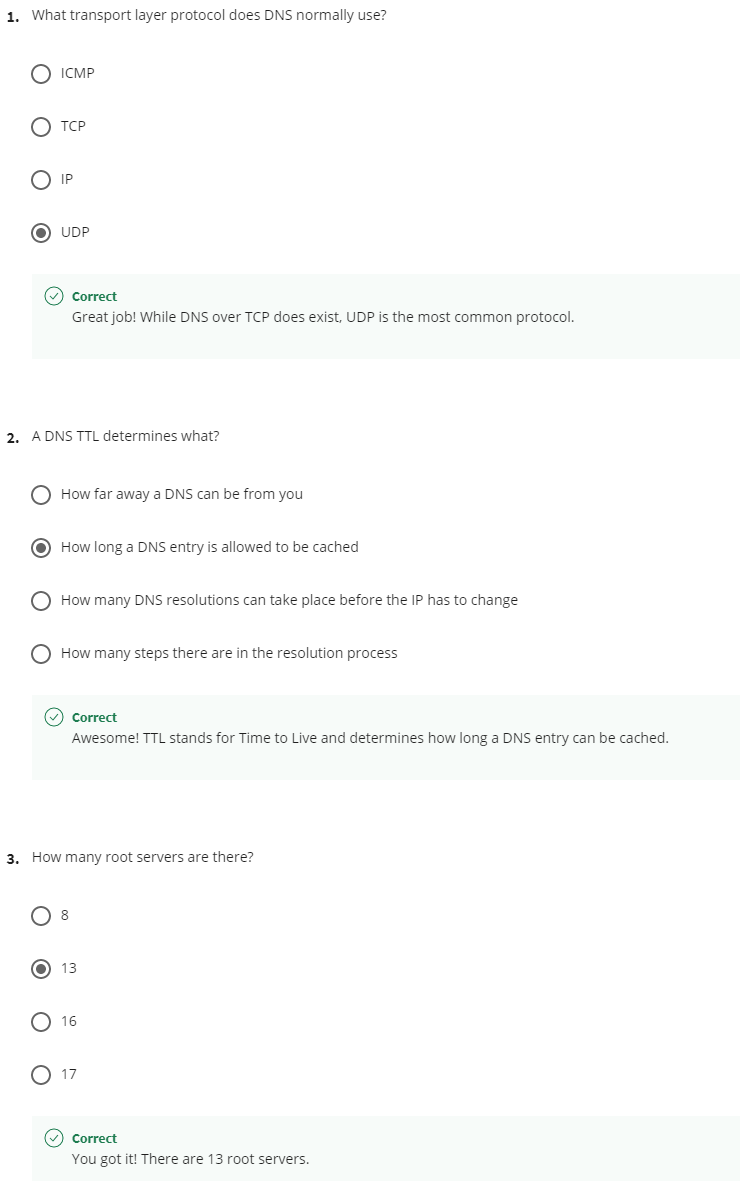 1. What transport layer protocol does DNS normally use?
ICMP
TCP
IP
UDP
Correct
Great job! While DNS over TCP does exist, UDP is the most common protocol.
2. A DNS TTL determines what?
How far away a DNS can be from you
How long a DNS entry is allowed to be cached
How many DNS resolutions can take place before the IP has to change
How many steps there are in the resolution process
Correct
Awesome! TTL stands for Time to Live and determines how long a DNS entry can be cached.
3. How many root servers are there?
8
13
16
17
Correct
You got it! There are 13 root servers.